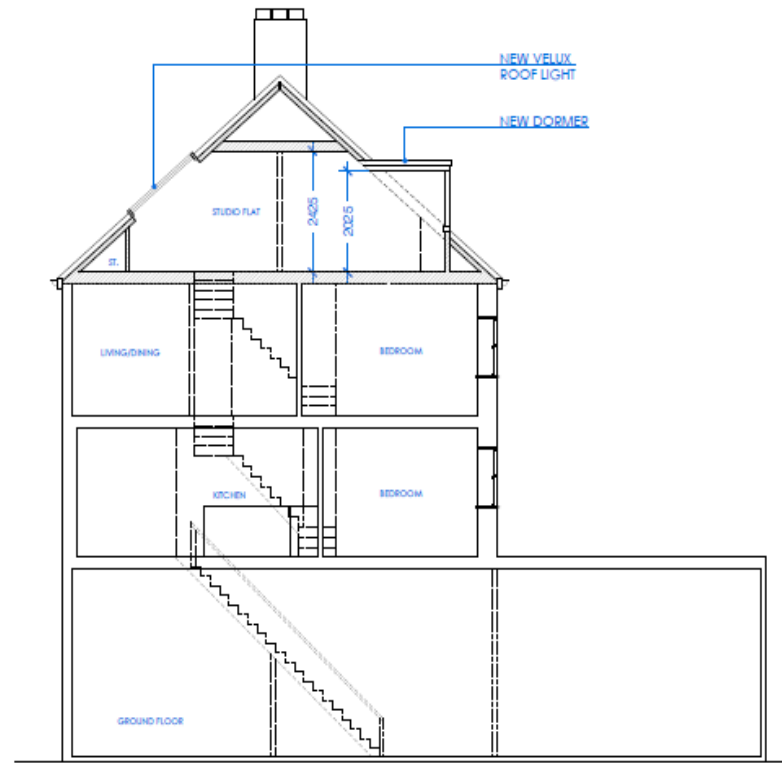 NEW VELUX
ROOF LIGHT
NEW DORMER
2425
2025
STUDIO FLAT
ST.
LIVING/DINING
BEDROOM
KITCHEN
BEDROOM
GROUND FLOOR